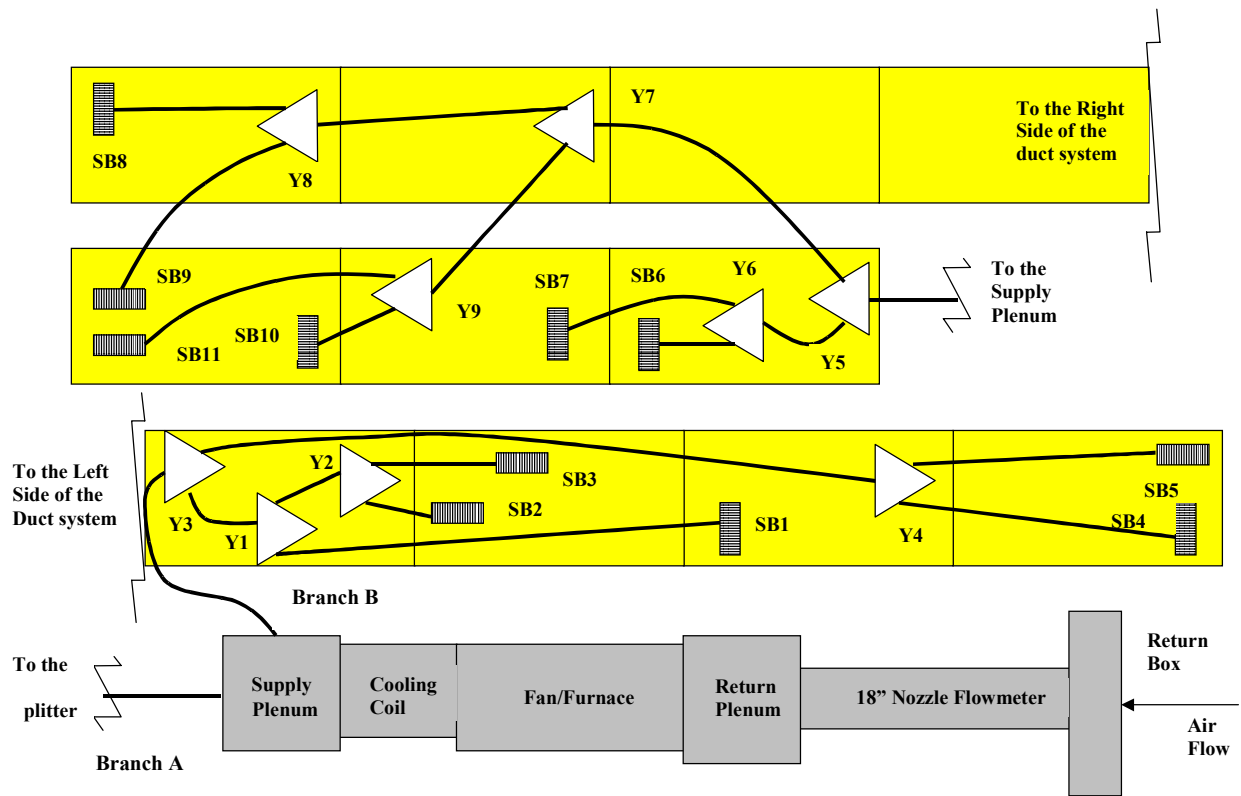 Y7
To the Right
Side of the
duct system
SB8
Y8
SB9
SB7
SB6
Y6
To the
Supply
Plenum
SB11
SB10
Y9
Y5
To the Left
Side of the
Duct system
Y2
SB3
SB5
Y3
Y1
SB2
SB1
Y4
SB4
Branch B
To the
plitter
Supply
Plenum
Cooling
Coil
Fan/Furnace
Return
Plenum
18” Nozzle Flowmeter
Return
Box
Air
Flow
Branch A